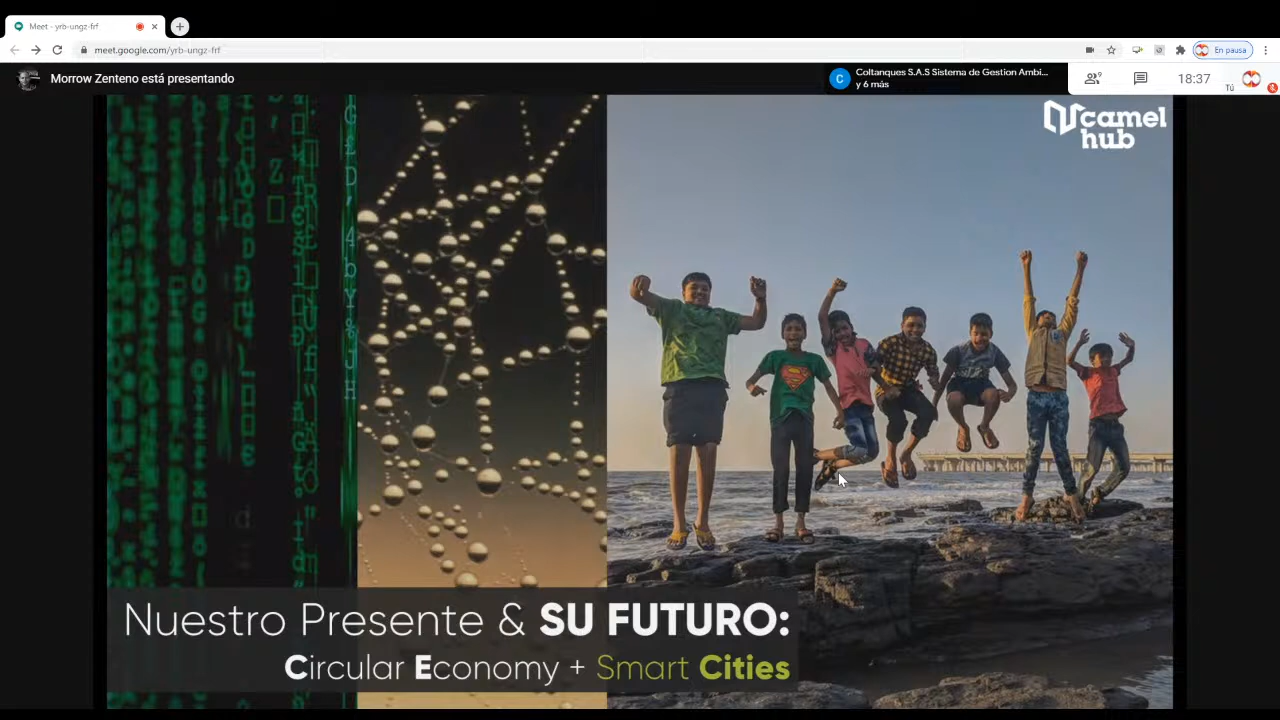 Meet - yrb-ungz-frf
meet.google.com/yrb-ungz-frf
En pausa
Morrow Zenteno está presentando
C
Coltanques S.A.S Sistema de Gestion Ambi...
y 6 más
9
18:37
Tú
camel
hub
Nuestro Presente & SU FUTURO:
Circular Economy + Smart Cities